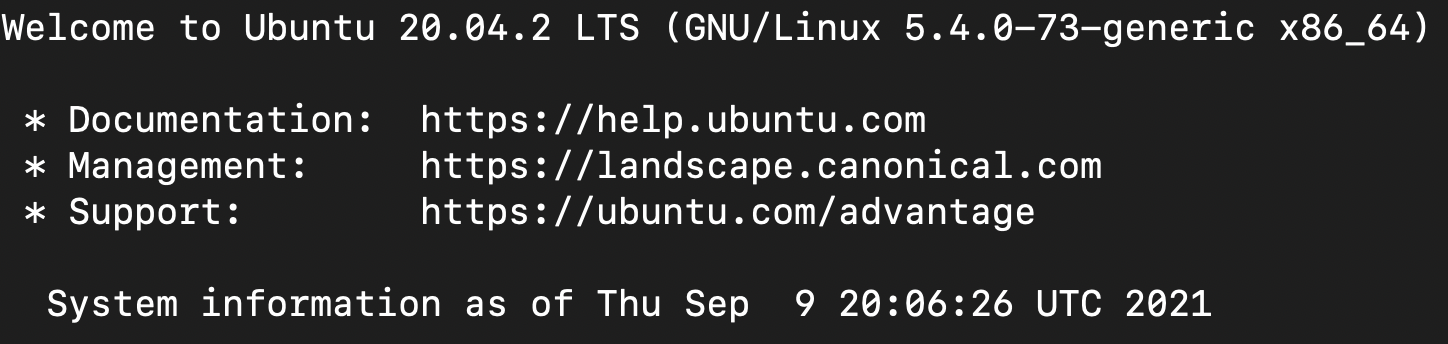 Welcome to Ubuntu 20.04.2 LTS (GNU/Linux 5.4.0-73-generic x86_64)
* Documentation:  https://help.ubuntu.com
* Management:     https://landscape.canonical.com
* Support:        https://ubuntu.com/advantage
System information as of Thu Sep  9 20:06:26 UTC 2021